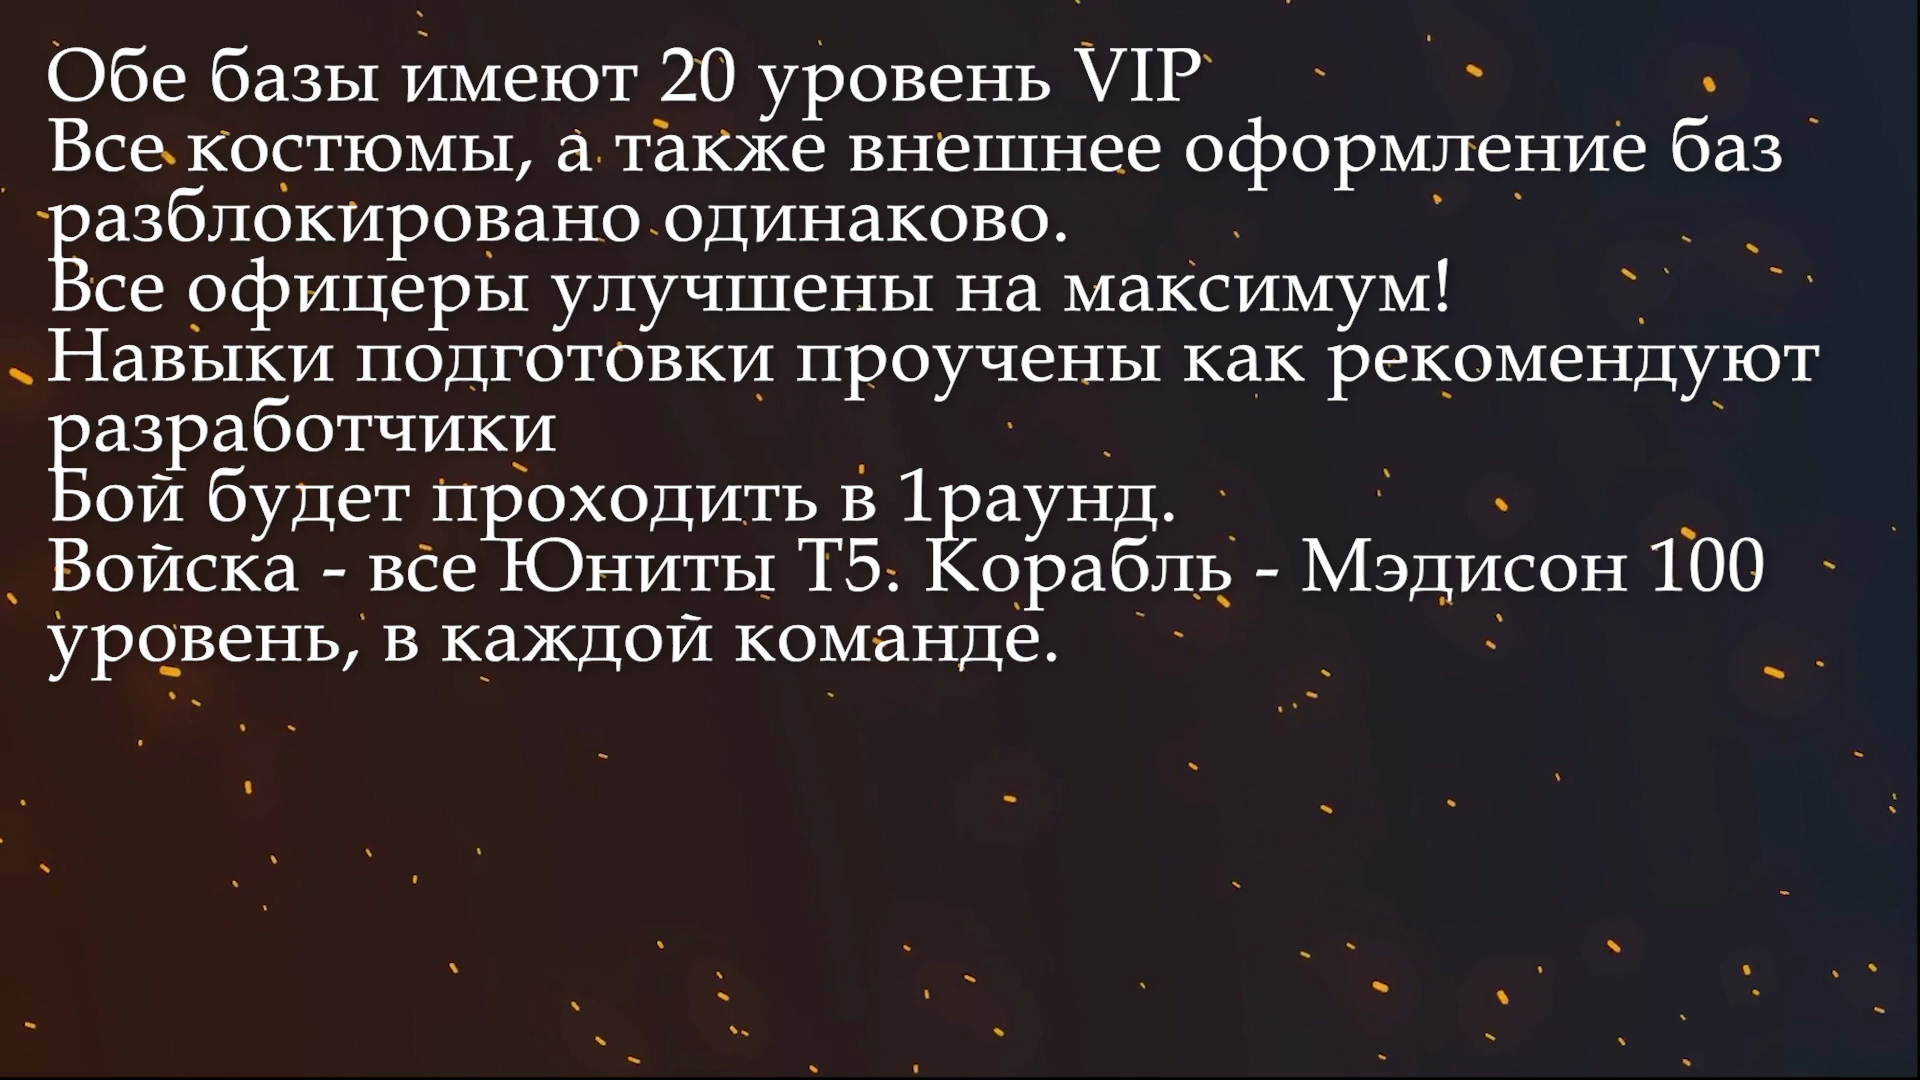 Обе базы имеют 20 уровень VIP
Все костюмы, а также внешнее оформление баз
разблокировано одинаково.
Все офицеры улучшены на максимум!
Навыки подготовки проучены как рекомендуют
разработчики
Бой будет проходить в 1раунд.
Войска - все Юниты Т5. Корабль - Мэдисон 100
уровень, в каждой команде.